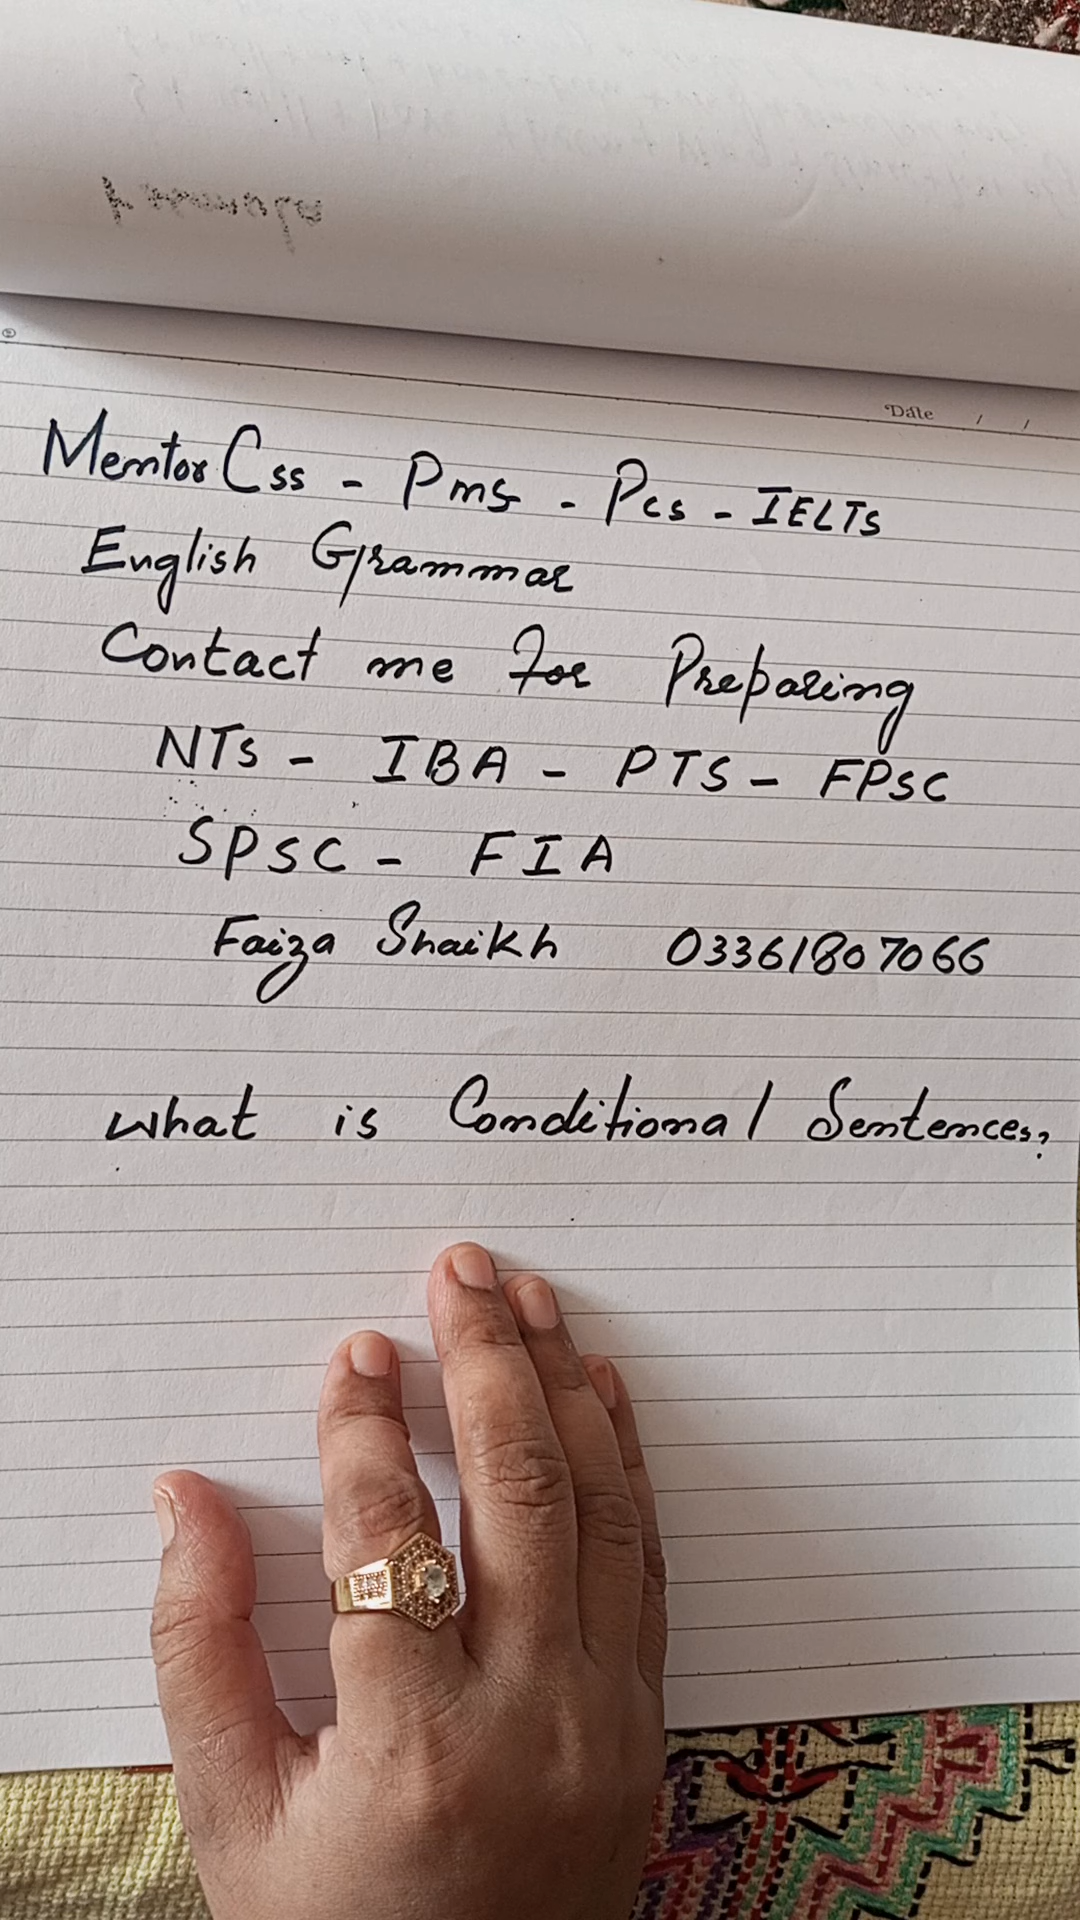 Date / /
Mentor Css - Pms - Pcs - IELTs
English Grammar
Contact me for Preparing
NTs - IBA - PTS - FPSC
SPSC - FIA
Faiza Shaikh 03361807066
what is Conditional Sentences?